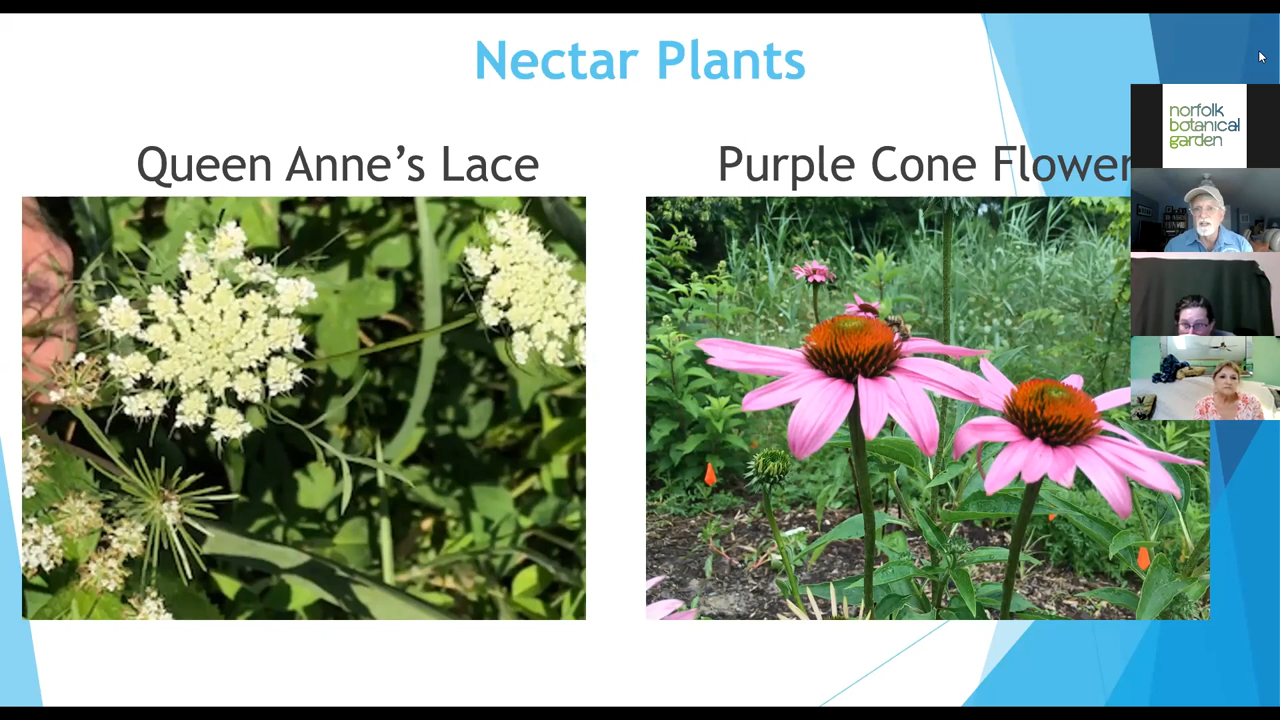 Nectar Plants
Queen Anne's Lace
Purple Cone Flower
norfolk
botanical
garden